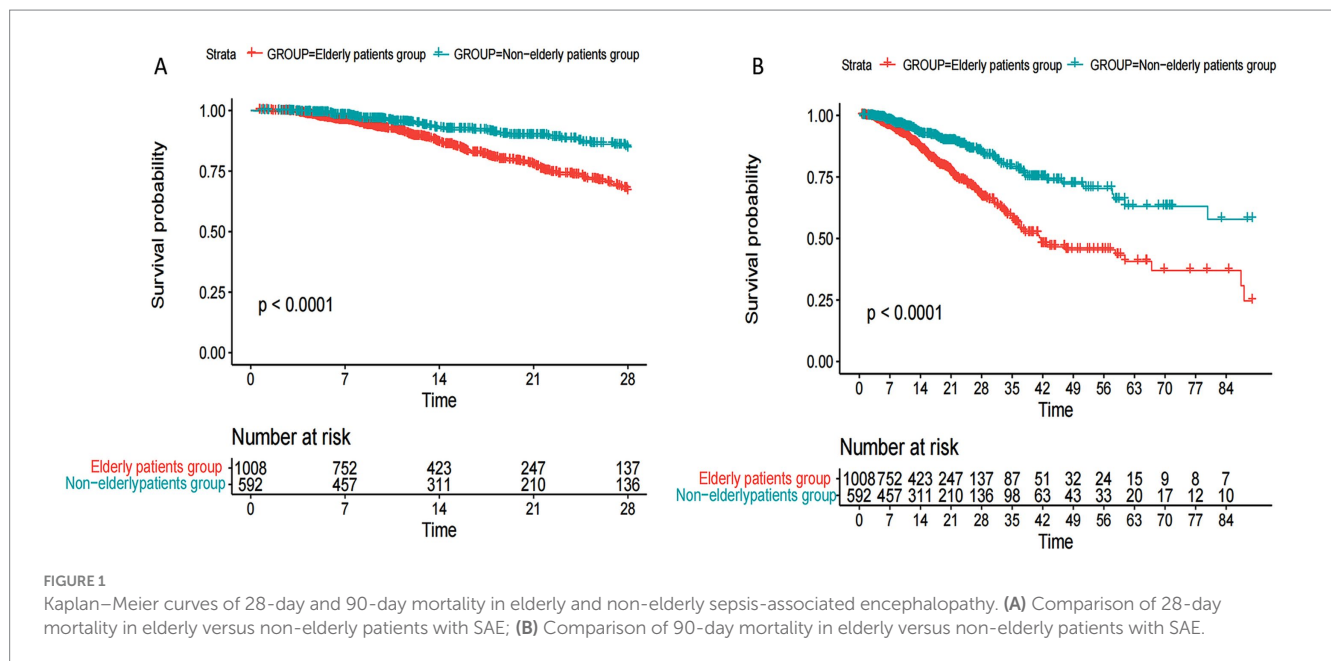 A
Strata GROUP=Elderly patients group GROUP=Non-elderly patients group
1.00
0.75
0.50
0.25
0.00
Survival probability
p < 0.0001
0 7 14 21 28
Time
Number at risk
Elderly patients group 1008 752 423 247 137
Non-elderlypatients group 592 457 311 210 136
0 7 14 21 28
Time
B
Strata GROUP=Elderly patients group GROUP=Non-elderly patients group
1.00
0.75
0.50
0.25
0.00
Survival probability
p < 0.0001
0 7 14 21 28 35 42 49 56 63 70 77 84
Time
Number at risk
Elderly patients group 1008 752 423 247 137 87 51 32 24 15 9 8 7
Non-elderlypatients group 592 457 311 210 136 98 63 43 33 20 17 12 10
0 7 14 21 28 35 42 49 56 63 70 77 84
Time
FIGURE 1
Kaplan–Meier curves of 28-day and 90-day mortality in elderly and non-elderly sepsis-associated encephalopathy. (A) Comparison of 28-day
mortality in elderly versus non-elderly patients with SAE; (B) Comparison of 90-day mortality in elderly versus non-elderly patients with SAE.